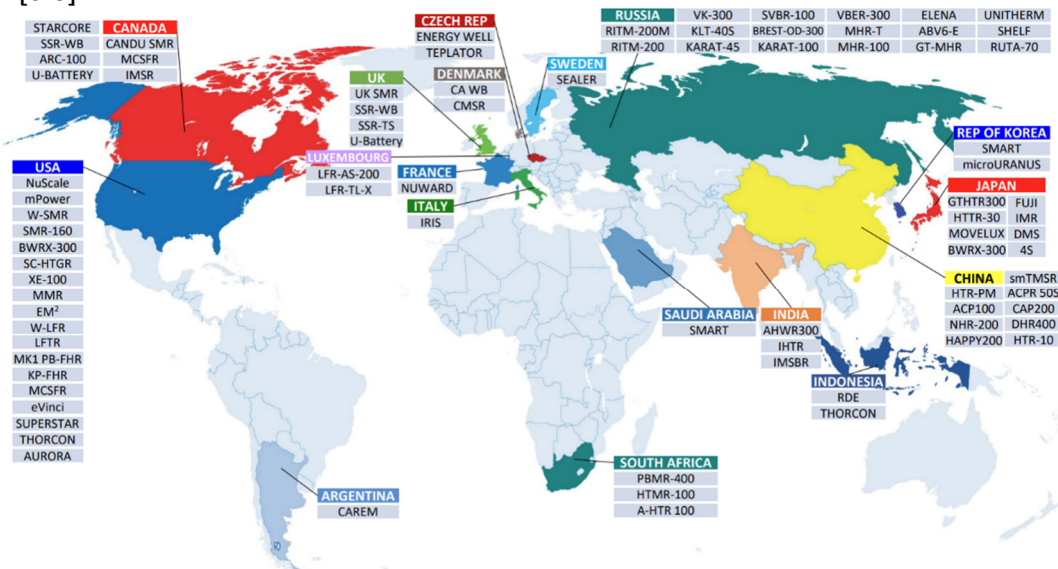 STARCORE
SSR-WB
ARC-100
U-BATTERY
CANADA
CANDU SMR
MCSFR
IMSR
CZECH REP
ENERGY WELL
TEPLATOR
DENMARK
CA WB
CMSR
UK
UK SMR
SSR-WB
SSR-TS
U-Battery
SWEDEN
SEALER
RUSSIA VK-300 SVBR-100 VBER-300 ELENA UNITHERM
RITM-200M KLT-40S BREST-OD-300 MHR-T ABV6-E SHELF
RITM-200 KARAT-45 KARAT-100 MHR-100 GT-MHR RUTA-70
LUXEMBOURG
LFR-AS-200
LFR-TL-X
FRANCE
NUWARD
ITALY
IRIS
REP OF KOREA
SMART
microURANUS
JAPAN
GTHTR300 FUJI
HTTR-30 IMR
MOVELUX DMS
BWRX-300 4S
USA
NuScale
mPower
W-SMR
SMR-160
BWRX-300
SC-HTGR
XE-100
MMR
EM²
W-LFR
LFTR
MK1 PB-FHR
KP-FHR
MCSFR
eVinci
SUPERSTAR
THORCON
AURORA
CHINA smTMSR
HTR-PM ACPR 50S
ACP100 CAP200
NHR-200 DHR400
HAPPY200 HTR-10
SAUDI ARABIA
SMART
INDIA
AHWR300
IHTR
IMSBR
INDONESIA
RDE
THORCON
SOUTH AFRICA
PBMR-400
HTMR-100
A-HTR 100
ARGENTINA
CAREM